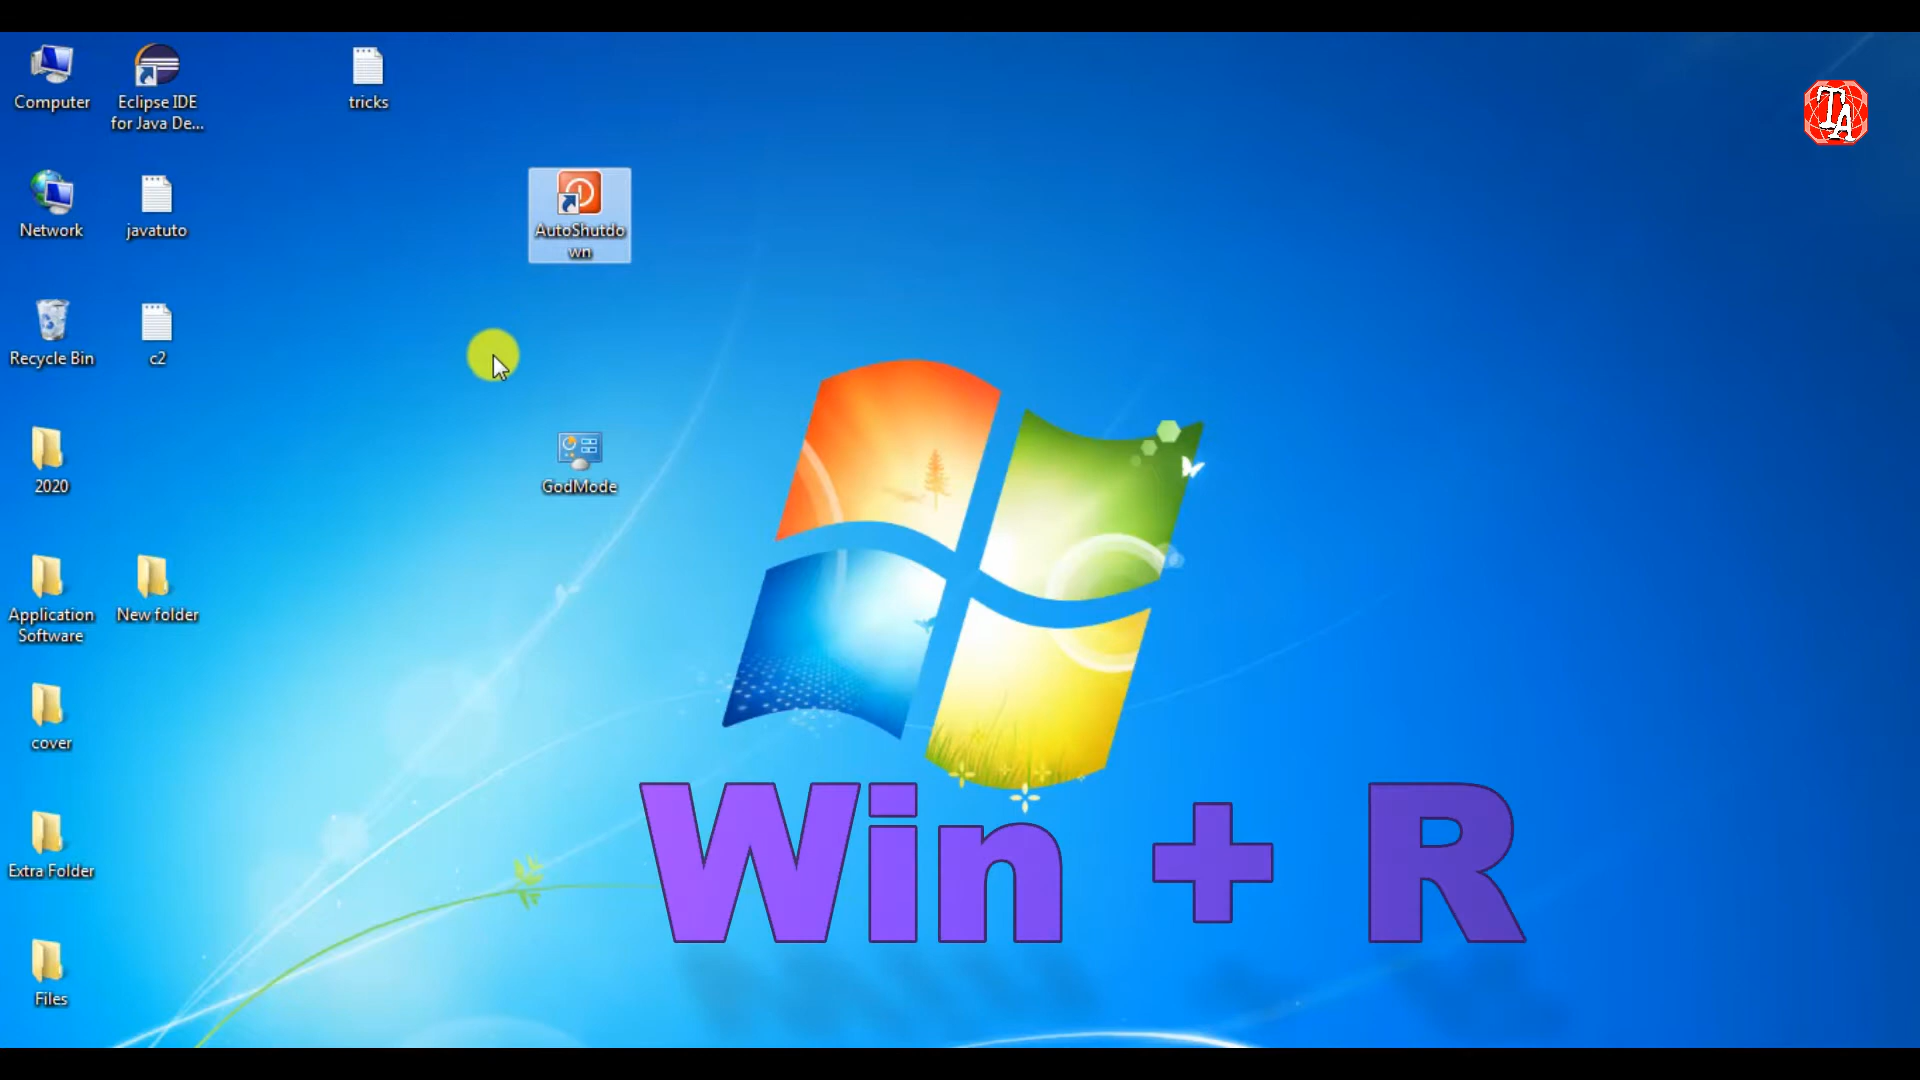 Computer
Eclipse IDE
for Java De...
tricks
TA
Network
javatuto
AutoShutdo
wn
Recycle Bin
c2
2020
GodMode
Application
Software
New folder
cover
Extra Folder
Files
Win + R